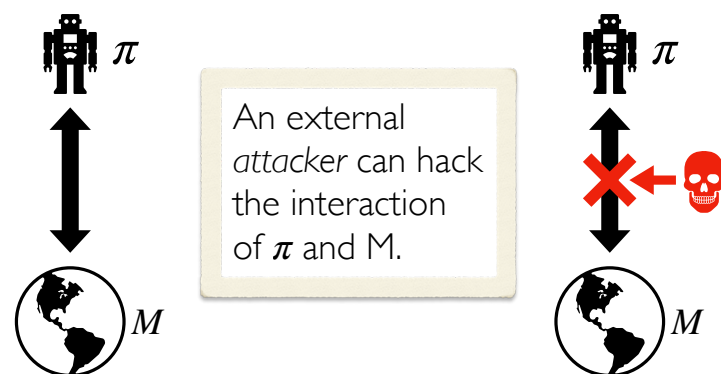 π
π
An external
attacker can hack
the interaction
of π and M.
M
M